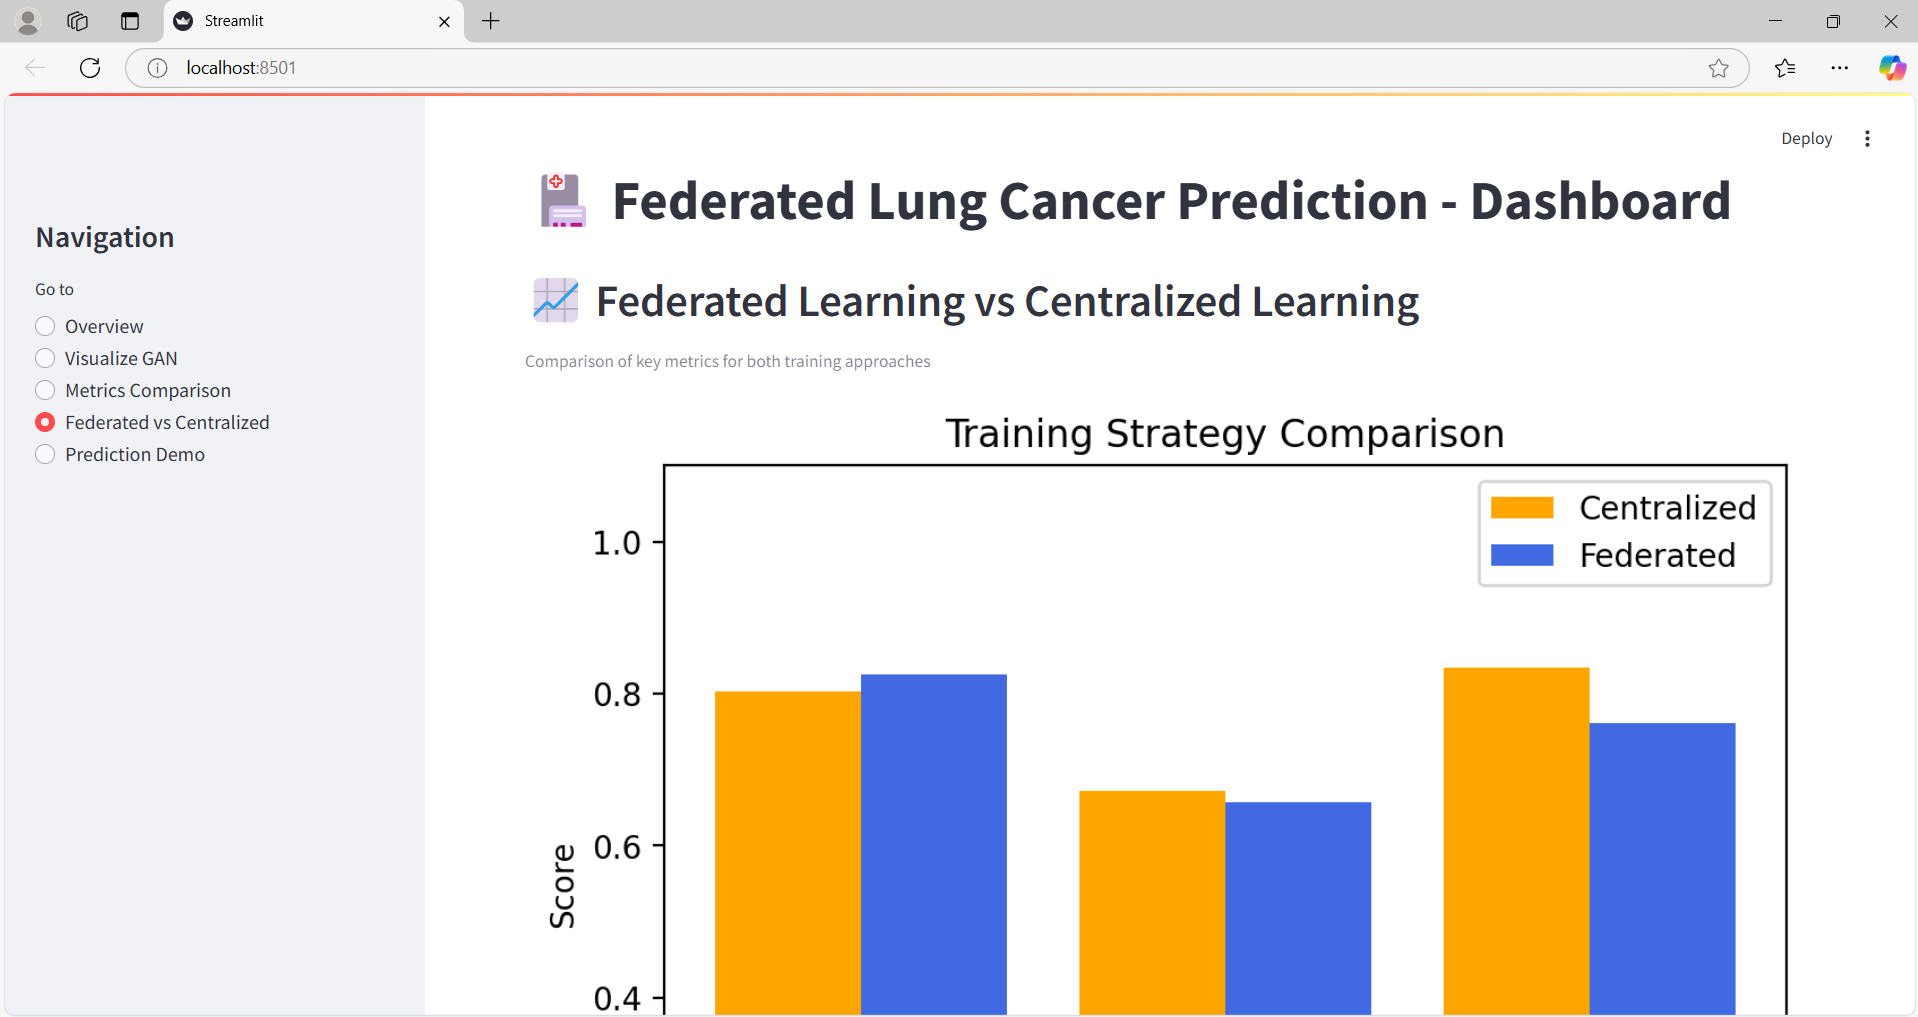 Streamlit
localhost:8501
Deploy
Navigation
Go to
Overview
Visualize GAN
Metrics Comparison
Federated vs Centralized
Prediction Demo
Federated Lung Cancer Prediction - Dashboard
Federated Learning vs Centralized Learning
Comparison of key metrics for both training approaches
Training Strategy Comparison
Centralized
Federated
1.0
0.8
0.6
0.4
Score